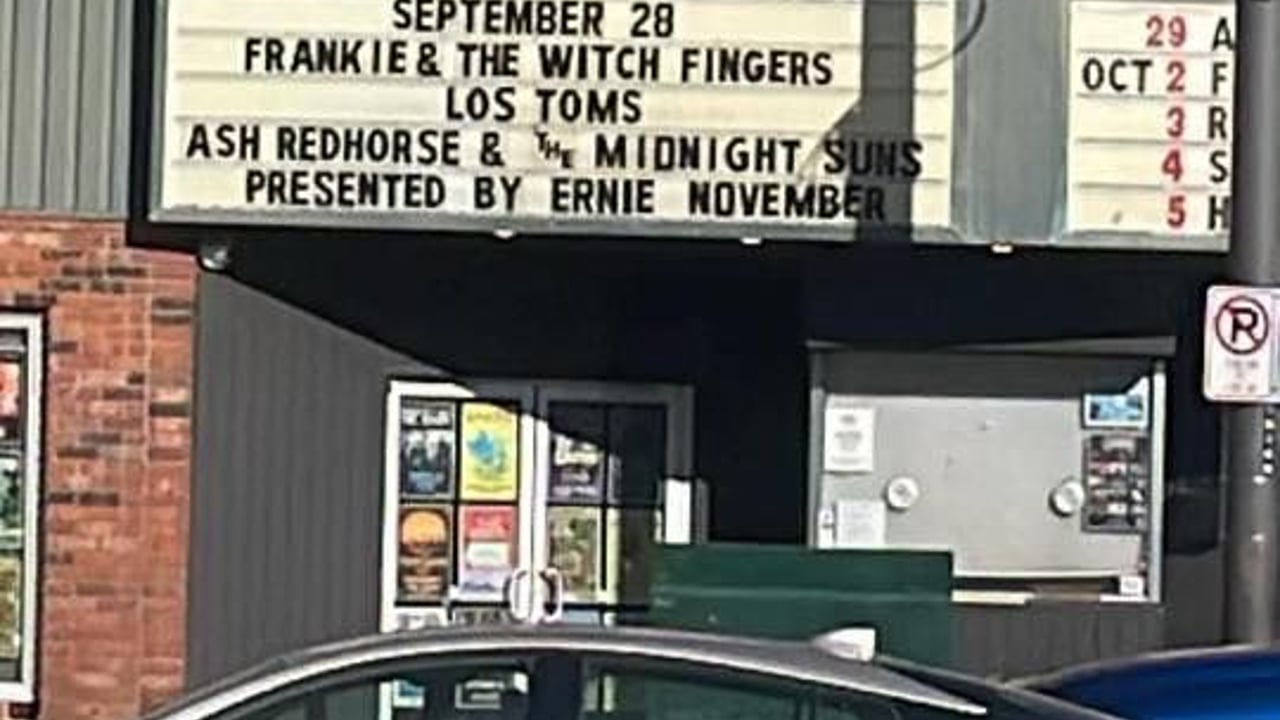 SEPTEMBER 28
FRANKIE & THE WITCH FINGERS
LOS TOMS
ASH REDHORSE & THE MIDNIGHT SUNS
PRESENTED BY ERNIE NOVEMBER
29 A
OCT 2 F
3 R
4 S
5 H
P